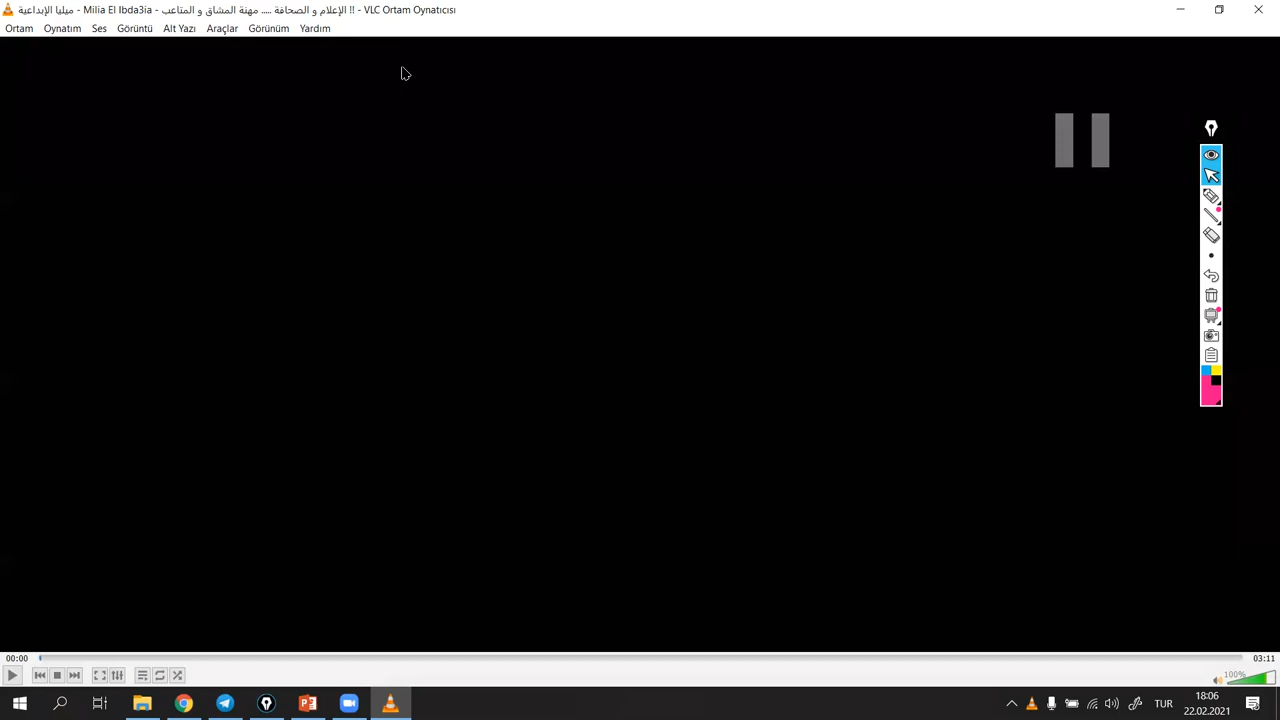 الإعلام و الصحافة ..... مهنة المشاق و المتاعب - Milia El Ibda3ia - ميليا الإبداعية !! - VLC Ortam Oynatıcısı
Ortam Oynatım Ses Görüntü Alt Yazı Araçlar Görünüm Yardım
00:00 03:11
100%
TUR
18:06
22.02.2021